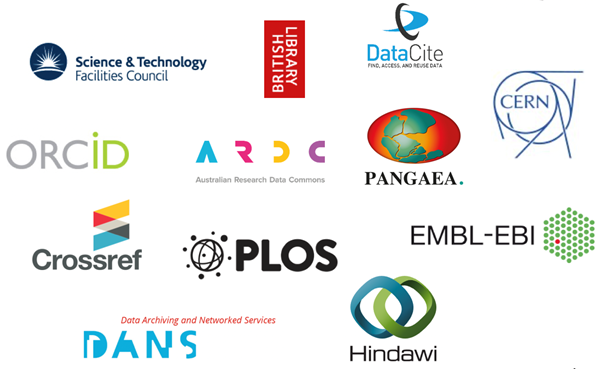 Science & Technology
Facilities Council
BRITISH
LIBRARY
DataCite
FIND, ACCESS, AND REUSE DATA
CERN
ORCiD
ARDC
Australian Research Data Commons
PANGAEA.
Crossref
PLOS
EMBL-EBI
Data Archiving and Networked Services
DANS
Hindawi